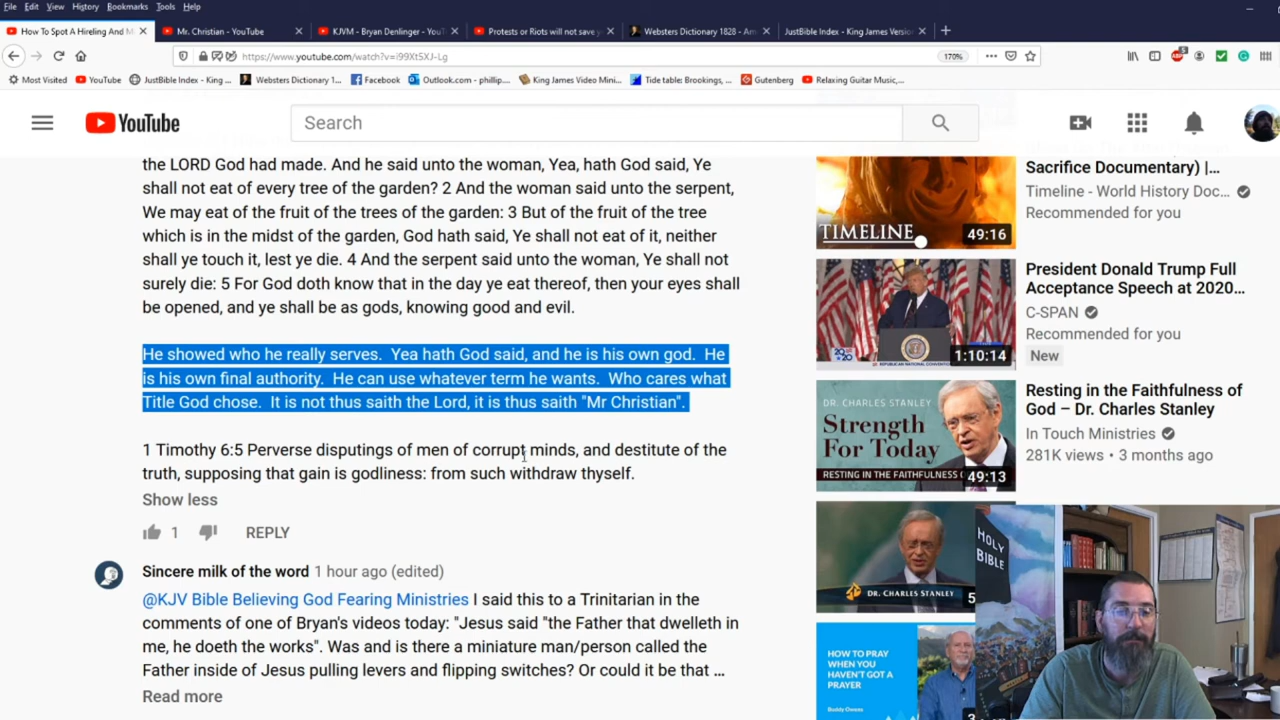 File Edit View History Bookmarks Tools Help
How To Spot A Hireling And M
Mr. Christian - YouTube
KJVM - Bryan Denlinger - YouT
Protests or Riots will not save y
Websters Dictionary 1828 - Am
JustBible Index - King James Version
https://www.youtube.com/watch?v=i99Xt5XJ-Lg
170%
Most Visited
YouTube
JustBible Index - King ...
Websters Dictionary 1...
Facebook
Outlook.com - phillip....
King James Video Mini...
Tide table: Brookings, ...
Gutenberg
Relaxing Guitar Music,...
YouTube
Search
the LORD God had made. And he said unto the woman, Yea, hath God said, Ye
shall not eat of every tree of the garden? 2 And the woman said unto the serpent,
We may eat of the fruit of the trees of the garden: 3 But of the fruit of the tree
which is in the midst of the garden, God hath said, Ye shall not eat of it, neither
shall ye touch it, lest ye die. 4 And the serpent said unto the woman, Ye shall not
surely die: 5 For God doth know that in the day ye eat thereof, then your eyes shall
be opened, and ye shall be as gods, knowing good and evil.
He showed who he really serves. Yea hath God said, and he is his own god. He
is his own final authority. He can use whatever term he wants. Who cares what
Title God chose. It is not thus saith the Lord, it is thus saith "Mr Christian".
1 Timothy 6:5 Perverse disputings of men of corrupt minds, and destitute of the
truth, supposing that gain is godliness: from such withdraw thyself.
Show less
1
REPLY
Sincere milk of the word 1 hour ago (edited)
@KJV Bible Believing God Fearing Ministries I said this to a Trinitarian in the
comments of one of Bryan's videos today: "Jesus said "the Father that dwelleth in
me, he doeth the works". Was and is there a miniature man/person called the
Father inside of Jesus pulling levers and flipping switches? Or could it be that ...
Read more
TIMELINE
49:16
Sacrifice Documentary) |...
Timeline - World History Doc...
Recommended for you
1:10:14
President Donald Trump Full
Acceptance Speech at 2020...
C-SPAN
Recommended for you
New
DR. CHARLES STANLEY
Strength
For Today
RESTING IN THE FAITHFULNESS
49:13
Resting in the Faithfulness of
God – Dr. Charles Stanley
In Touch Ministries
281K views • 3 months ago
DR. CHARLES STANLEY
5
HOW TO PRAY
WHEN YOU
HAVEN'T GOT A
PRAYER
Buddy Owens
3
HOLY
BIBLE